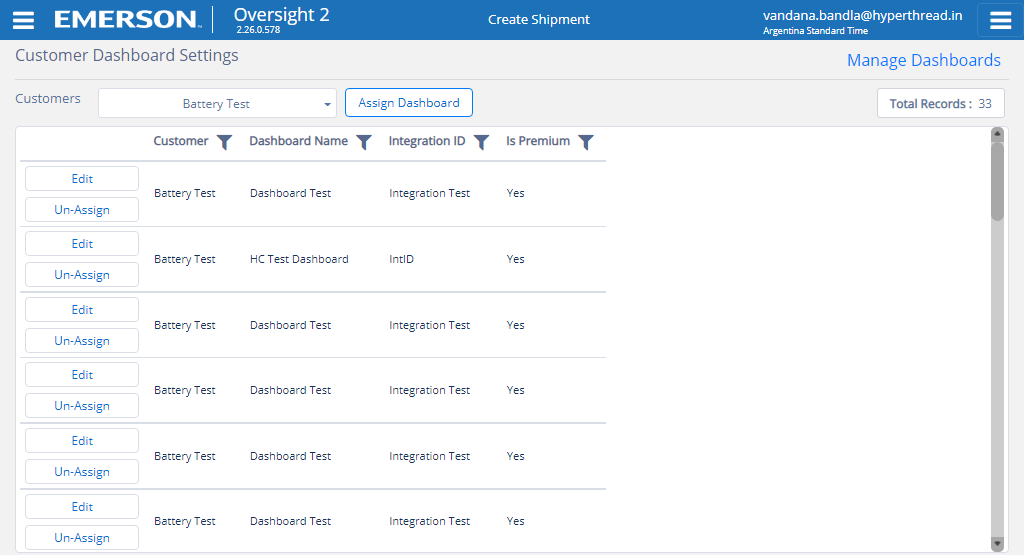 EMERSON
Oversight 2
2.26.0.578
Create Shipment
vandana.bandla@hyperthread.in
Argentina Standard Time
Customer Dashboard Settings
Manage Dashboards
Customers
Battery Test
Assign Dashboard
Total Records : 33
Customer Dashboard Name Integration ID Is Premium
Edit
Battery Test Dashboard Test Integration Test Yes
Un-Assign
Edit
Battery Test HC Test Dashboard IntID Yes
Un-Assign
Edit
Battery Test Dashboard Test Integration Test Yes
Un-Assign
Edit
Battery Test Dashboard Test Integration Test Yes
Un-Assign
Edit
Battery Test Dashboard Test Integration Test Yes
Un-Assign
Edit
Battery Test Dashboard Test Integration Test Yes
Un-Assign